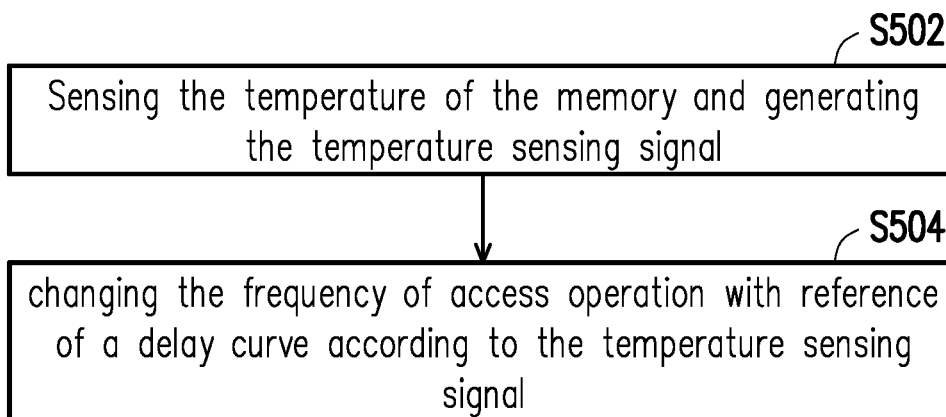 S502
Sensing the temperature of the memory and generating
the temperature sensing signal
S504
changing the frequency of access operation with reference
of a delay curve according to the temperature sensing
signal